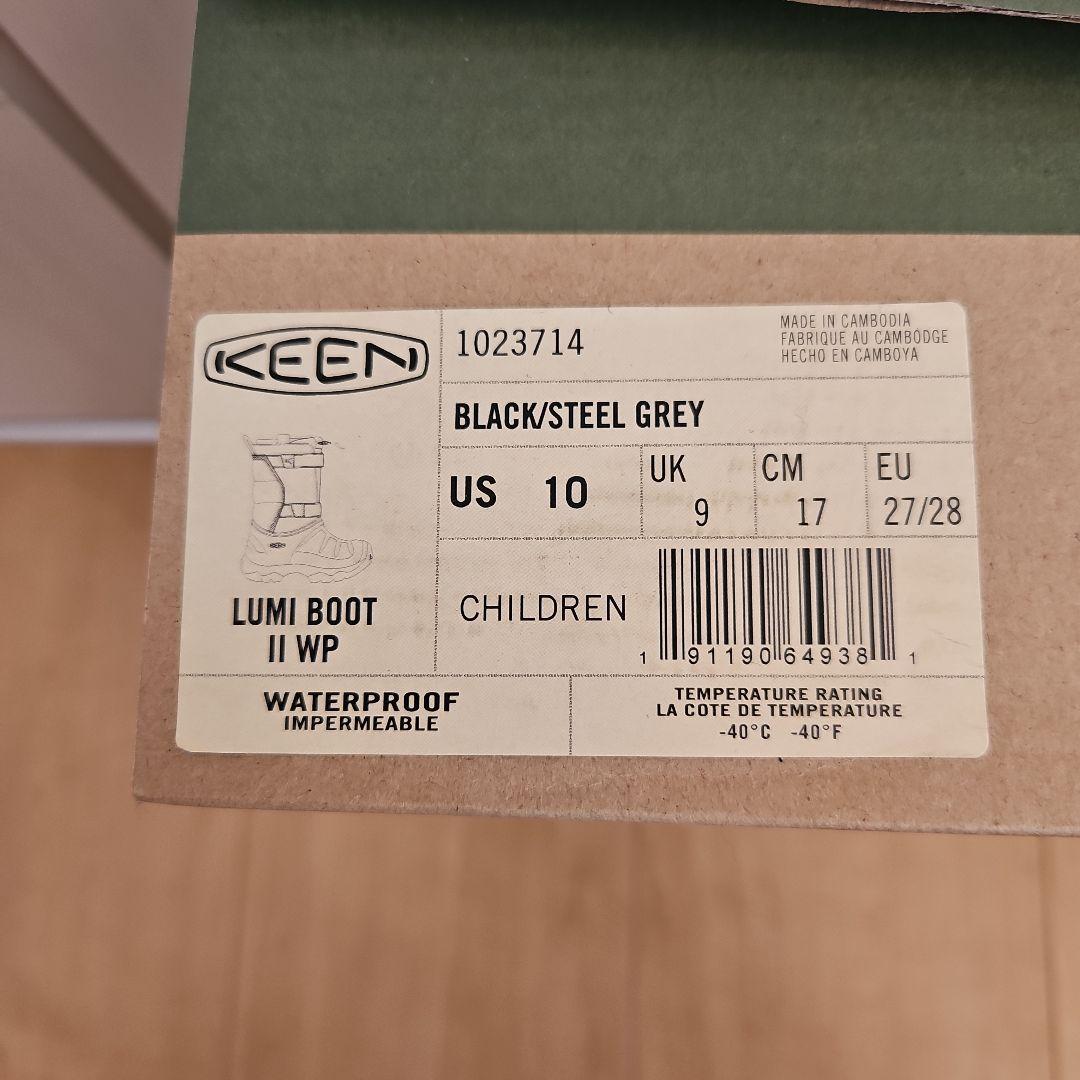 KEEN
1023714
MADE IN CAMBODIA
FABRIQUE AU CAMBODGE
HECHO EN CAMBOYA
BLACK/STEEL GREY
US 10
UK 9
CM 17
EU 27/28
LUMI BOOT
II WP
CHILDREN
1 91190 64938 1
WATERPROOF
IMPERMEABLE
TEMPERATURE RATING
LA COTE DE TEMPERATURE
-40°C -40°F